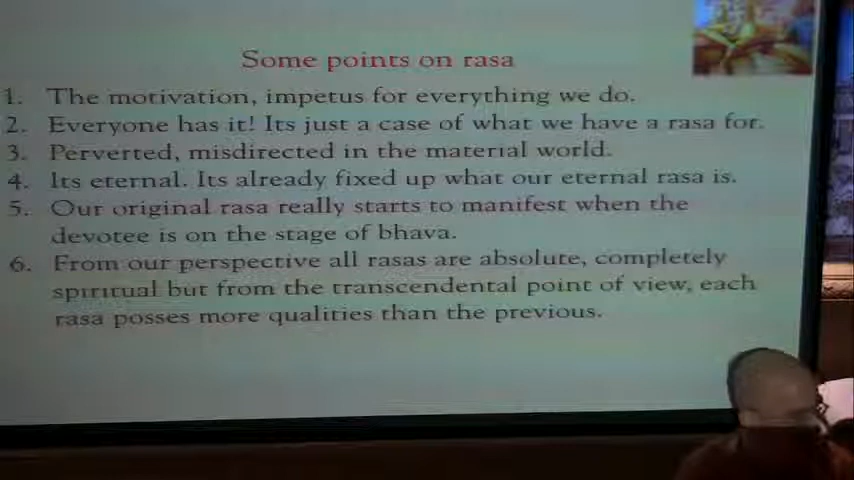 Some points on rasa
1. The motivation, impetus for everything we do.
2. Everyone has it! Its just a case of what we have a rasa for.
3. Perverted, misdirected in the material world.
4. Its eternal. Its already fixed up what our eternal rasa is.
5. Our original rasa really starts to manifest when the
devotee is on the stage of bhava.
6. From our perspective all rasas are absolute, completely
spiritual but from the transcendental point of view, each
rasa posses more qualities than the previous.